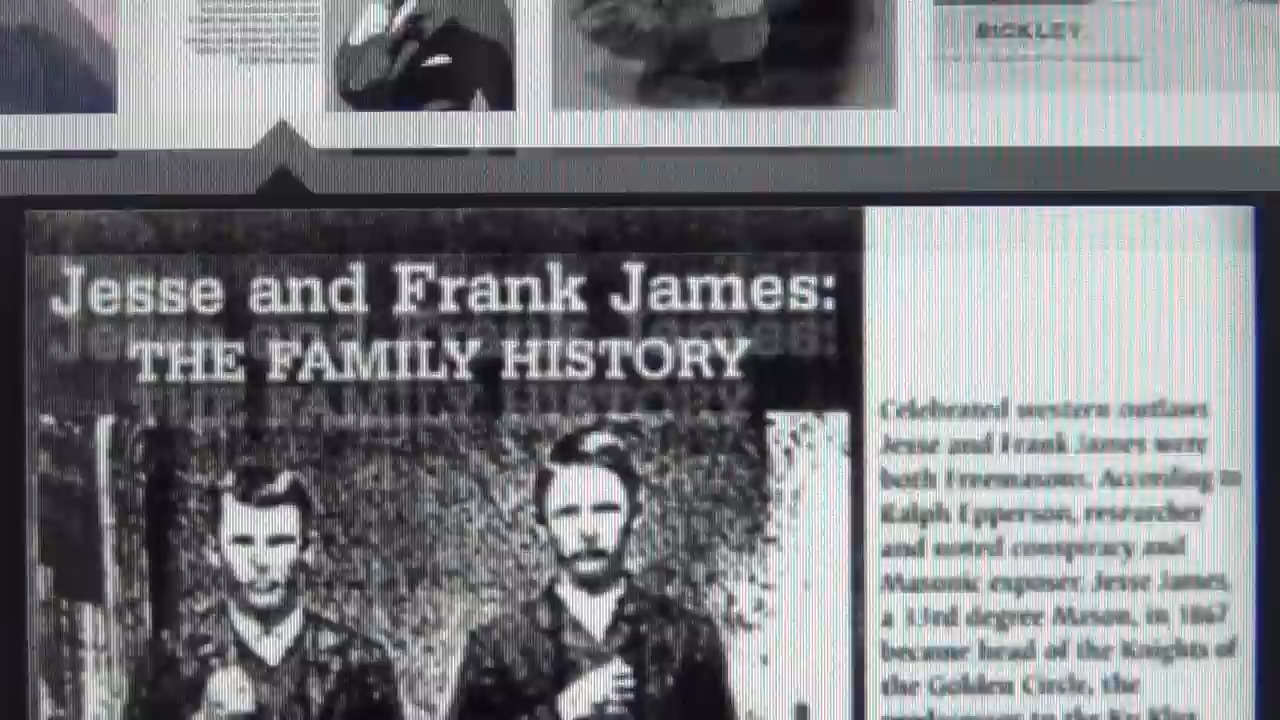 BICKLEY
Jesse and Frank James:
THE FAMILY HISTORY
Celebrated western outlaws
Jesse and Frank James were
both Freemasons. According to
Ralph Epperson, researcher
and noted conspiracy and
Masonic exposer, Jesse James,
a 33rd degree Mason, in 1867
became head of the Knights of
the Golden Circle, the